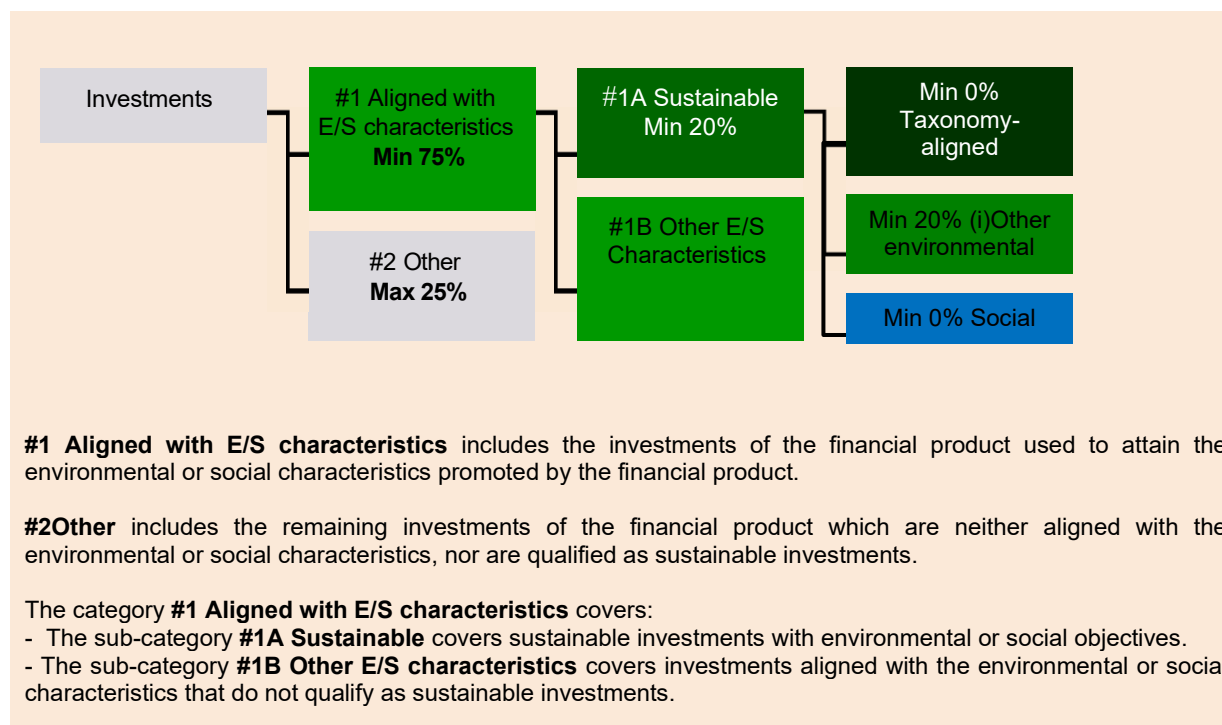 Investments
#1 Aligned with
E/S characteristics
Min 75%
#2 Other
Max 25%
#1A Sustainable
Min 20%
#1B Other E/S
Characteristics
Min 0%
Taxonomy-
aligned
Min 20% (i)Other
environmental
Min 0% Social
#1 Aligned with E/S characteristics includes the investments of the financial product used to attain the
environmental or social characteristics promoted by the financial product.
#2Other includes the remaining investments of the financial product which are neither aligned with the
environmental or social characteristics, nor are qualified as sustainable investments.
The category #1 Aligned with E/S characteristics covers:
- The sub-category #1A Sustainable covers sustainable investments with environmental or social objectives.
- The sub-category #1B Other E/S characteristics covers investments aligned with the environmental or social
characteristics that do not qualify as sustainable investments.